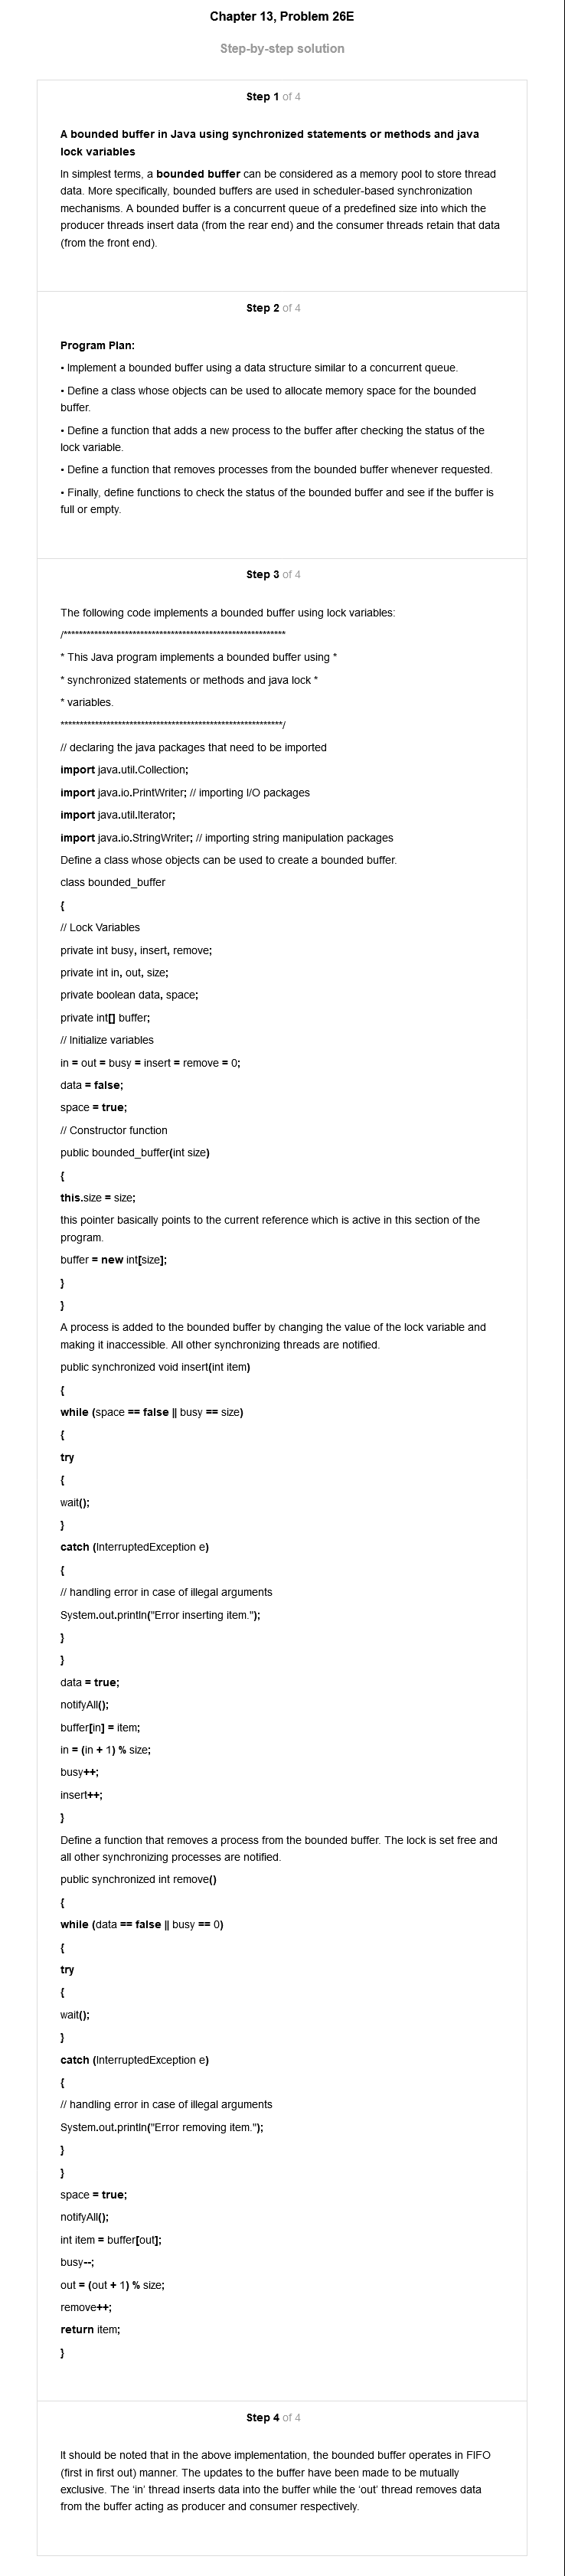 Chapter 13, Problem 26E
Step-by-step solution
Step 1 of 4
A bounded buffer in Java using synchronized statements or methods and java
lock variables
In simplest terms, a bounded buffer can be considered as a memory pool to store thread
data. More specifically, bounded buffers are used in scheduler-based synchronization
mechanisms. A bounded buffer is a concurrent queue of a predefined size into which the
producer threads insert data (from the rear end) and the consumer threads retain that data
(from the front end).
Step 2 of 4
Program Plan:
• Implement a bounded buffer using a data structure similar to a concurrent queue.
• Define a class whose objects can be used to allocate memory space for the bounded
buffer.
• Define a function that adds a new process to the buffer after checking the status of the
lock variable.
• Define a function that removes processes from the bounded buffer whenever requested.
• Finally, define functions to check the status of the bounded buffer and see if the buffer is
full or empty.
Step 3 of 4
The following code implements a bounded buffer using lock variables:
/**********************************************************
* This Java program implements a bounded buffer using *
* synchronized statements or methods and java lock *
* variables.
**********************************************************/
// declaring the java packages that need to be imported
import java.util.Collection;
import java.io.PrintWriter; // importing I/O packages
import java.util.Iterator;
import java.io.StringWriter; // importing string manipulation packages
Define a class whose objects can be used to create a bounded buffer.
class bounded_buffer
{
// Lock Variables
private int busy, insert, remove;
private int in, out, size;
private boolean data, space;
private int[] buffer;
// Initialize variables
in = out = busy = insert = remove = 0;
data = false;
space = true;
// Constructor function
public bounded_buffer(int size)
{
this.size = size;
this pointer basically points to the current reference which is active in this section of the
program.
buffer = new int[size];
}
}
A process is added to the bounded buffer by changing the value of the lock variable and
making it inaccessible. All other synchronizing threads are notified.
public synchronized void insert(int item)
{
while (space == false || busy == size)
{
try
{
wait();
}
catch (InterruptedException e)
{
// handling error in case of illegal arguments
System.out.println("Error inserting item.");
}
}
data = true;
notifyAll();
buffer[in] = item;
in = (in + 1) % size;
busy++;
insert++;
}
Define a function that removes a process from the bounded buffer. The lock is set free and
all other synchronizing processes are notified.
public synchronized int remove()
{
while (data == false || busy == 0)
{
try
{
wait();
}
catch (InterruptedException e)
{
// handling error in case of illegal arguments
System.out.println("Error removing item.");
}
}
space = true;
notifyAll();
int item = buffer[out];
busy--;
out = (out + 1) % size;
remove++;
return item;
}
Step 4 of 4
It should be noted that in the above implementation, the bounded buffer operates in FIFO
(first in first out) manner. The updates to the buffer have been made to be mutually
exclusive. The ‘in’ thread inserts data into the buffer while the ‘out’ thread removes data
from the buffer acting as producer and consumer respectively.